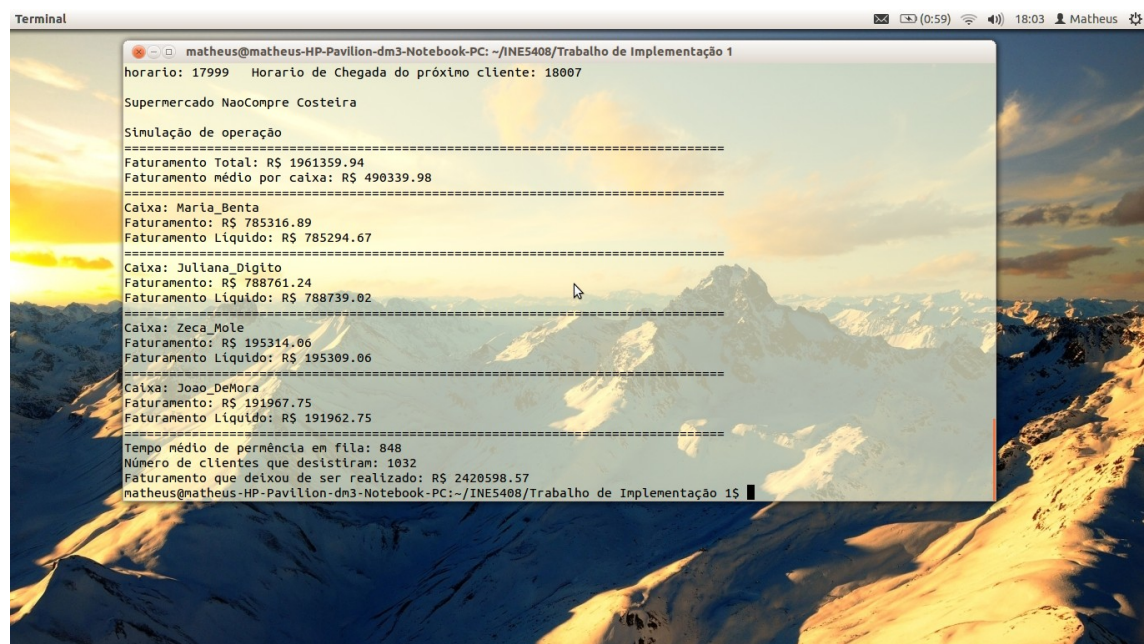 Terminal
(0:59) 18:03 Matheus
matheus@matheus-HP-Pavilion-dm3-Notebook-PC: ~/INE5408/Trabalho de Implementação 1
horario: 17999 Horario de Chegada do próximo cliente: 18007
Supermercado NaoCompre Costeira
Simulação de operação
================================================================================
Faturamento Total: R$ 1961359.94
Faturamento médio por caixa: R$ 490339.98
================================================================================
Caixa: Maria_Benta
Faturamento: R$ 785316.89
Faturamento Líquido: R$ 785294.67
================================================================================
Caixa: Juliana_Digito
Faturamento: R$ 788761.24
Faturamento Líquido: R$ 788739.02
================================================================================
Caixa: Zeca_Mole
Faturamento: R$ 195314.06
Faturamento Líquido: R$ 195309.06
================================================================================
Caixa: Joao_DeMora
Faturamento: R$ 191967.75
Faturamento Líquido: R$ 191962.75
================================================================================
Tempo médio de permência em fila: 848
Número de clientes que desistiram: 1032
Faturamento que deixou de ser realizado: R$ 2420598.57
matheus@matheus-HP-Pavilion-dm3-Notebook-PC:~/INE5408/Trabalho de Implementação 1$